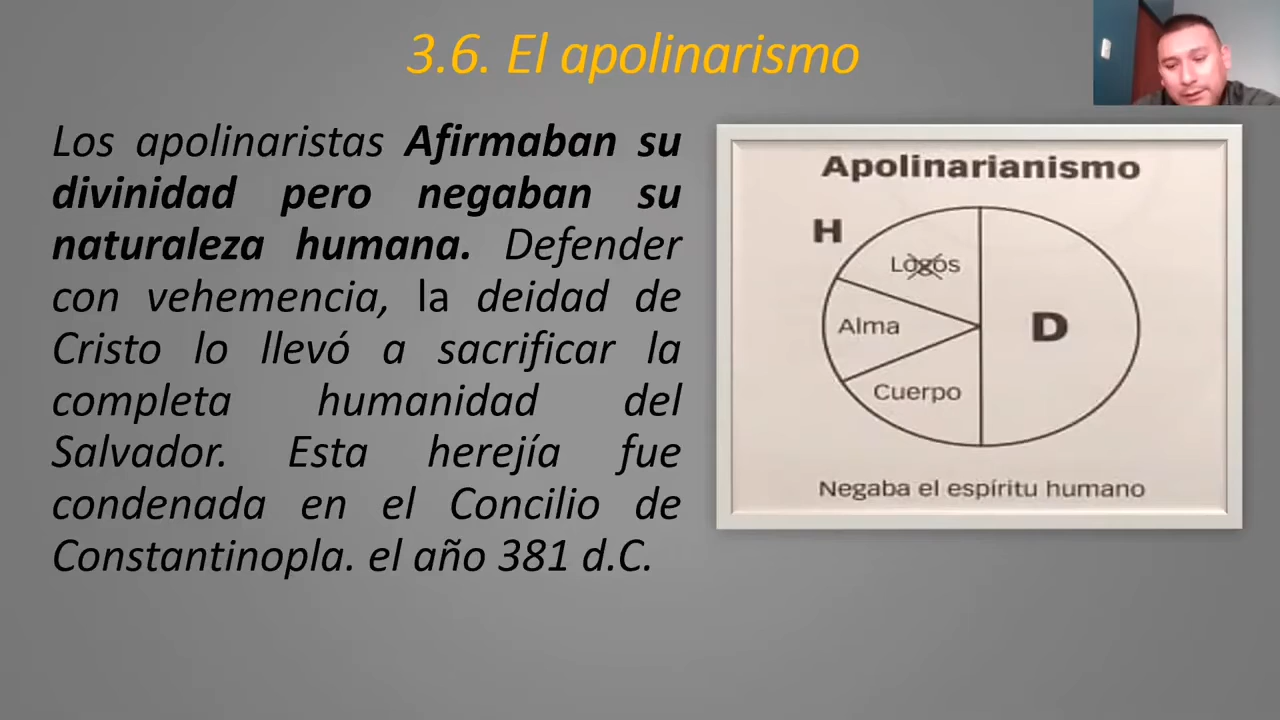 3.6. El apolinarismo
Los apolinaristas Afirmaban su
divinidad pero negaban su
naturaleza humana. Defender
con vehemencia, la deidad de
Cristo lo llevó a sacrificar la
completa humanidad del
Salvador. Esta herejía fue
condenada en el Concilio de
Constantinopla. el año 381 d.C.
Apolinarianismo
H
Logos
Alma
D
Cuerpo
Negaba el espíritu humano